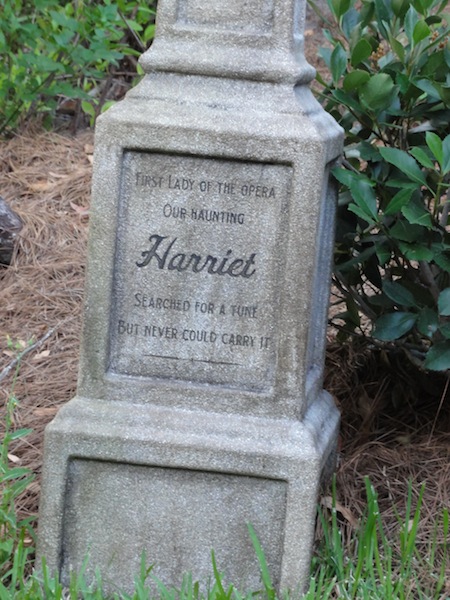 First Lady of the opera
Our haunting
Harriet
Searched for a tune
But never could carry it